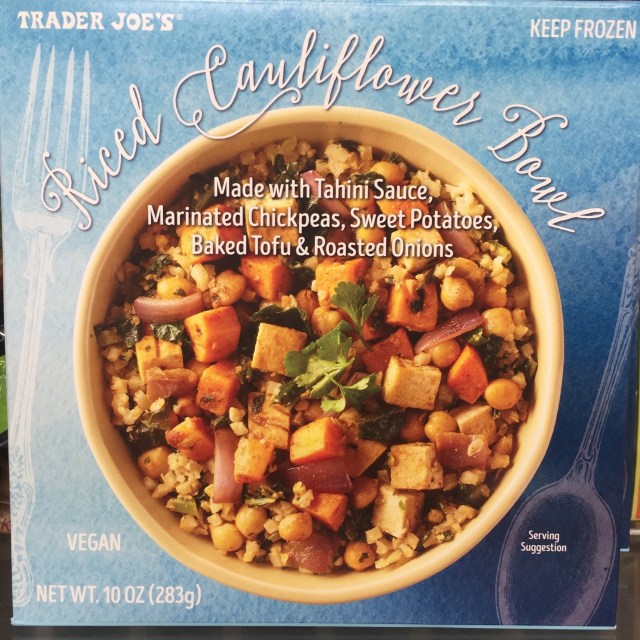 TRADER JOE'S®
KEEP FROZEN
Riced Cauliflower Bowl
Made with Tahini Sauce,
Marinated Chickpeas, Sweet Potatoes,
Baked Tofu & Roasted Onions
VEGAN
Serving
Suggestion
NET WT. 10 OZ (283g)